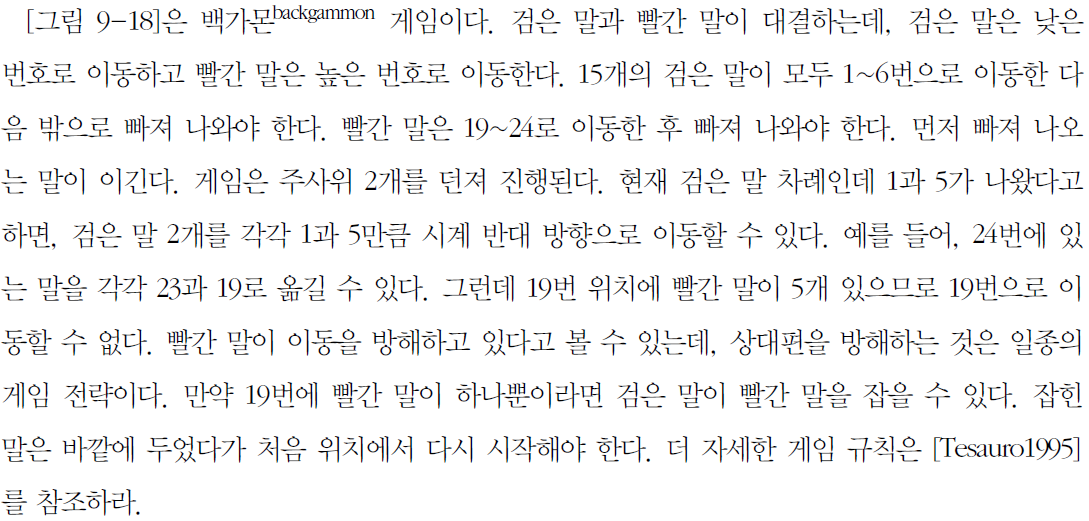 [그림 9-18]은 백가몬backgammon 게임이다. 검은 말과 빨간 말이 대결하는데, 검은 말은 낮은
번호로 이동하고 빨간 말은 높은 번호로 이동한다. 15개의 검은 말이 모두 1~6번으로 이동한 다
음 밖으로 빠져 나와야 한다. 빨간 말은 19~24로 이동한 후 빠져 나와야 한다. 먼저 빠져 나오
는 말이 이긴다. 게임은 주사위 2개를 던져 진행된다. 현재 검은 말 차례인데 1과 5가 나왔다고
하면, 검은 말 2개를 각각 1과 5만큼 시계 반대 방향으로 이동할 수 있다. 예를 들어, 24번에 있
는 말을 각각 23과 19로 옮길 수 있다. 그런데 19번 위치에 빨간 말이 5개 있으므로 19번으로 이
동할 수 없다. 빨간 말이 이동을 방해하고 있다고 볼 수 있는데, 상대편을 방해하는 것은 일종의
게임 전략이다. 만약 19번에 빨간 말이 하나뿐이라면 검은 말이 빨간 말을 잡을 수 있다. 잡힌
말은 바깥에 두었다가 처음 위치에서 다시 시작해야 한다. 더 자세한 게임 규칙은 [Tesauro1995]
를 참조하라.